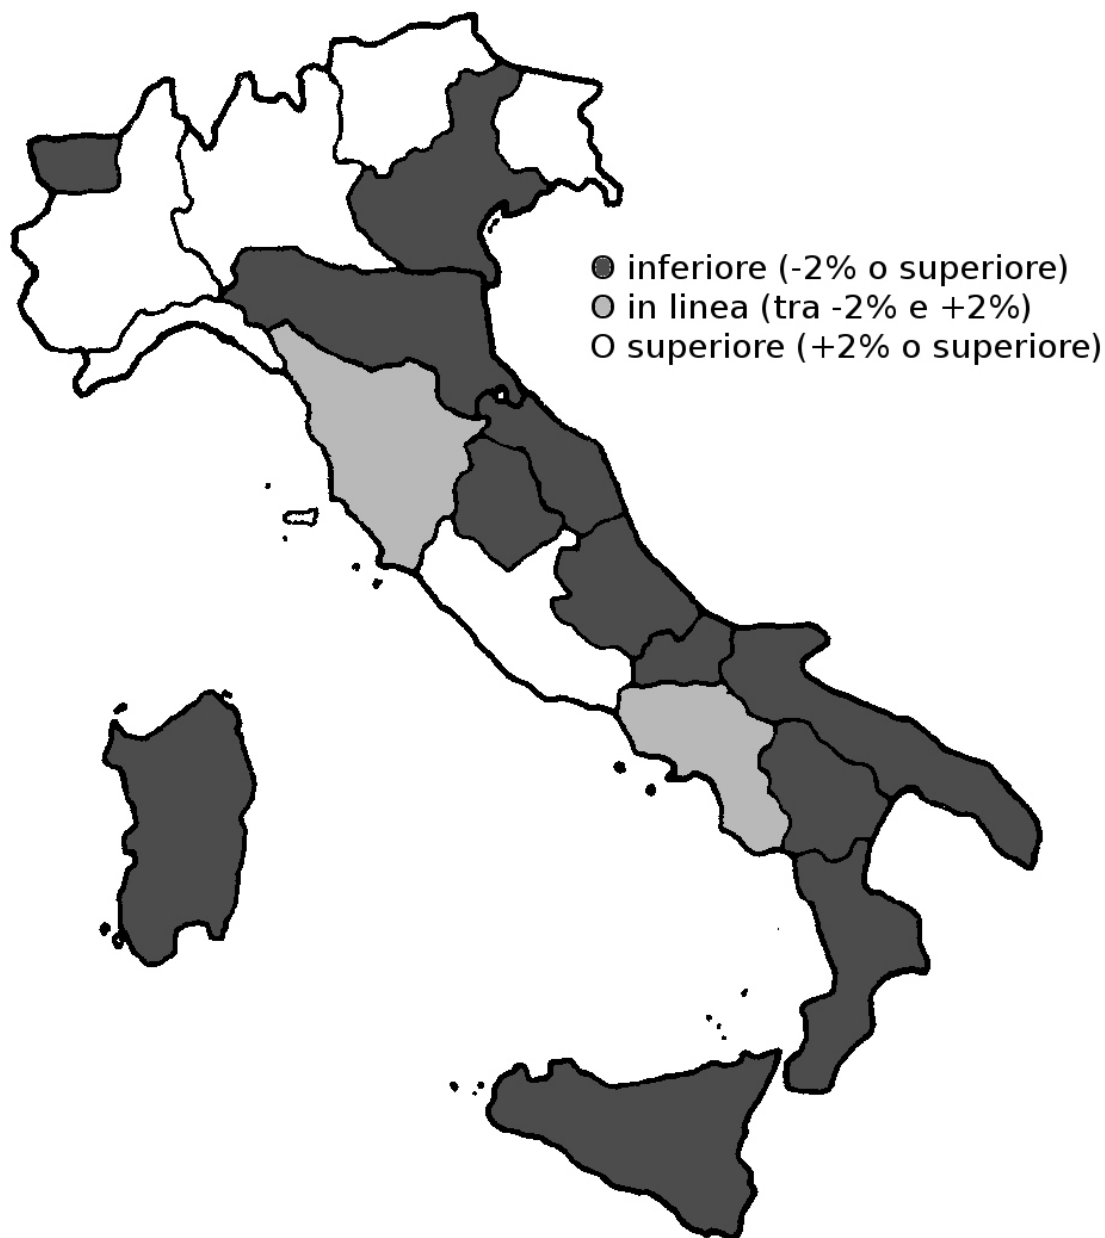 inferiore (-2% o superiore)
in linea (tra -2% e +2%)
superiore (+2% o superiore)